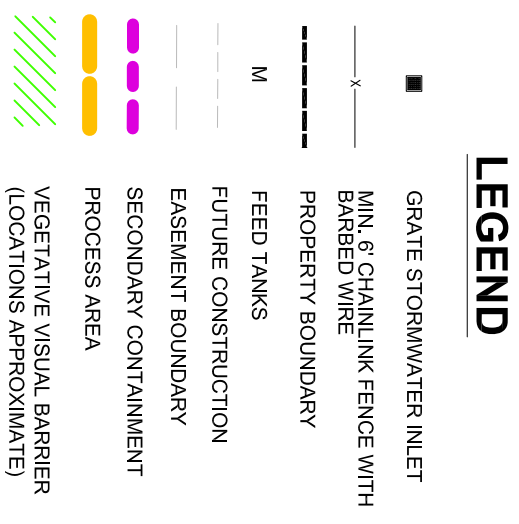 LEGEND
GRATE STORMWATER INLET
X MIN. 6' CHAINLINK FENCE WITH
BARBED WIRE
PROPERTY BOUNDARY
M FEED TANKS
FUTURE CONSTRUCTION
EASEMENT BOUNDARY
SECONDARY CONTAINMENT
PROCESS AREA
VEGETATIVE VISUAL BARRIER
(LOCATIONS APPROXIMATE)